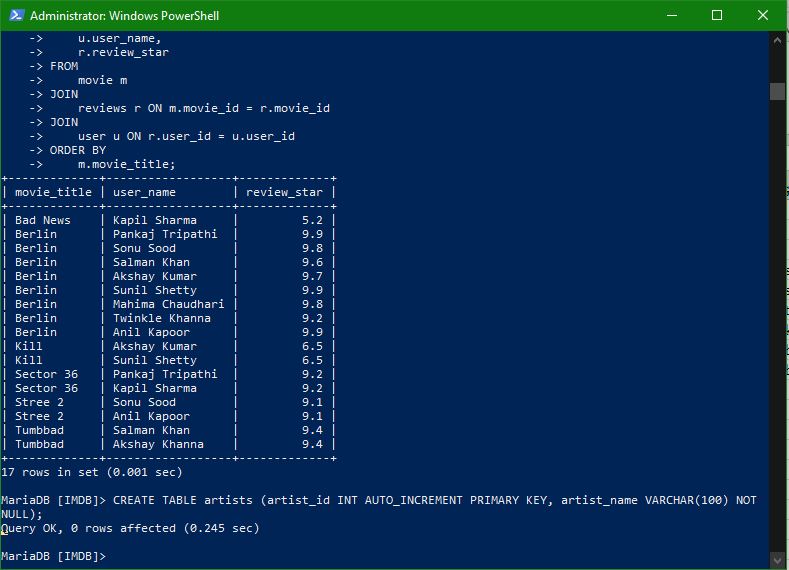 Administrator: Windows PowerShell
    ->     u.user_name,
    ->     r.review_star
    -> FROM
    ->     movie m
    -> JOIN
    ->     reviews r ON m.movie_id = r.movie_id
    -> JOIN
    ->     user u ON r.user_id = u.user_id
    -> ORDER BY
    ->     m.movie_title;
+-------------+------------------+-------------+
| movie_title | user_name        | review_star |
+-------------+------------------+-------------+
| Bad News    | Kapil Sharma     |         5.2 |
| Berlin      | Pankaj Tripathi  |         9.9 |
| Berlin      | Sonu Sood        |         9.8 |
| Berlin      | Salman Khan      |         9.6 |
| Berlin      | Akshay Kumar     |         9.7 |
| Berlin      | Sunil Shetty     |         9.9 |
| Berlin      | Mahima Chaudhari |         9.8 |
| Berlin      | Twinkle Khanna   |         9.2 |
| Berlin      | Anil Kapoor      |         9.9 |
| Kill        | Akshay Kumar     |         6.5 |
| Kill        | Sunil Shetty     |         6.5 |
| Sector 36   | Pankaj Tripathi  |         9.2 |
| Sector 36   | Kapil Sharma     |         9.2 |
| Stree 2     | Sonu Sood        |         9.1 |
| Stree 2     | Anil Kapoor      |         9.1 |
| Tumbbad     | Salman Khan      |         9.4 |
| Tumbbad     | Akshay Khanna    |         9.4 |
+-------------+------------------+-------------+
17 rows in set (0.001 sec)
MariaDB [IMDB]> CREATE TABLE artists (artist_id INT AUTO_INCREMENT PRIMARY KEY, artist_name VARCHAR(100) NOT
NULL);
Query OK, 0 rows affected (0.245 sec)
MariaDB [IMDB]>